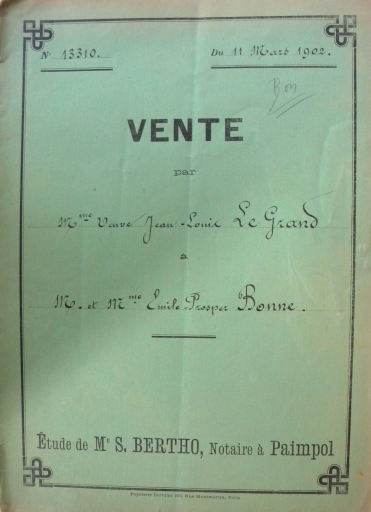 N° 13310. Du 11 Mars 1902.
Bon
VENTE
par
Mme Veuve Jean-Louis Le Grand
à
M. et Mme Emile-Prosper Bonne.
Étude de Me S. BERTHO, Notaire à Paimpol